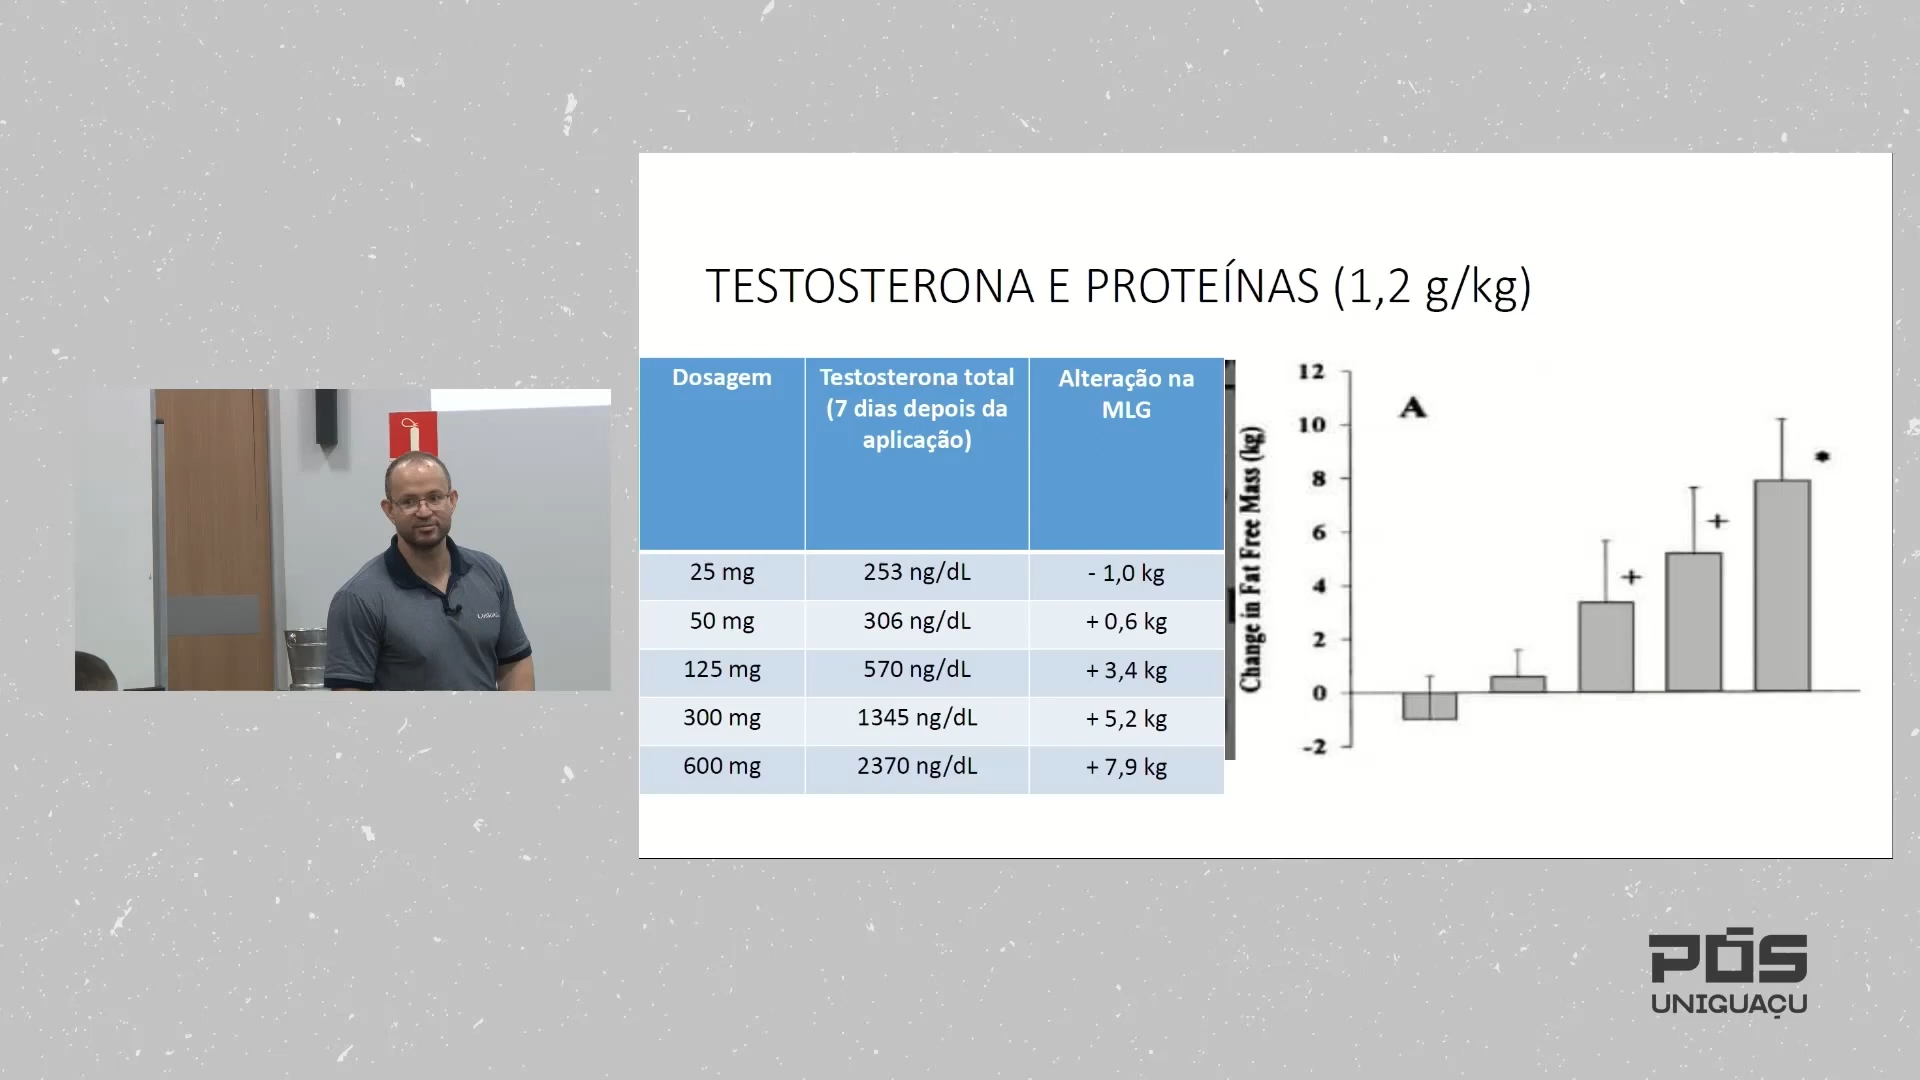 TESTOSTERONA E PROTEÍNAS (1,2 g/kg)
Dosagem
Testosterona total
(7 dias depois da
aplicação)
Alteração na
MLG
25 mg 253 ng/dL - 1,0 kg
50 mg 306 ng/dL + 0,6 kg
125 mg 570 ng/dL + 3,4 kg
300 mg 1345 ng/dL + 5,2 kg
600 mg 2370 ng/dL + 7,9 kg
Change in Fat Free Mass (kg)
A
12
10
8
6
4
2
0
-2
+
+
*
PÓS
UNIGUAÇU